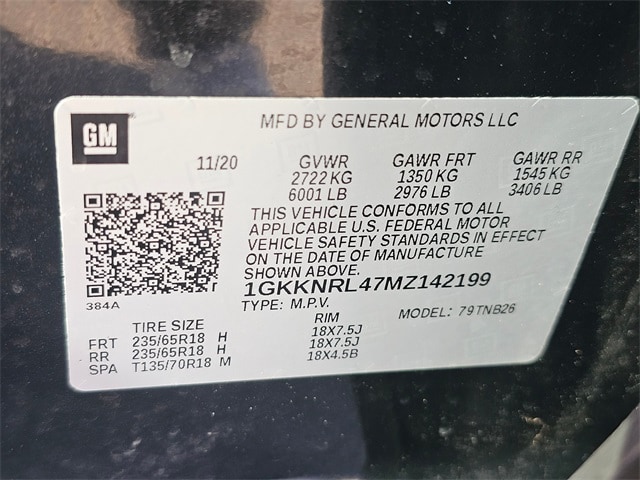 GM
MFD BY GENERAL MOTORS LLC
11/20 GVWR GAWR FRT GAWR RR
2722 KG 1350 KG 1545 KG
6001 LB 2976 LB 3406 LB
THIS VEHICLE CONFORMS TO ALL
APPLICABLE U.S. FEDERAL MOTOR
VEHICLE SAFETY STANDARDS IN EFFECT
ON THE DATE OF MANUFACTURE
SHOWN ABOVE.
384A
1GKKNRL47MZ142199
TYPE: M.P.V. MODEL: 79TNB26
TIRE SIZE RIM
FRT 235/65R18 H 18X7.5J
RR 235/65R18 H 18X7.5J
SPA T135/70R18 M 18X4.5B